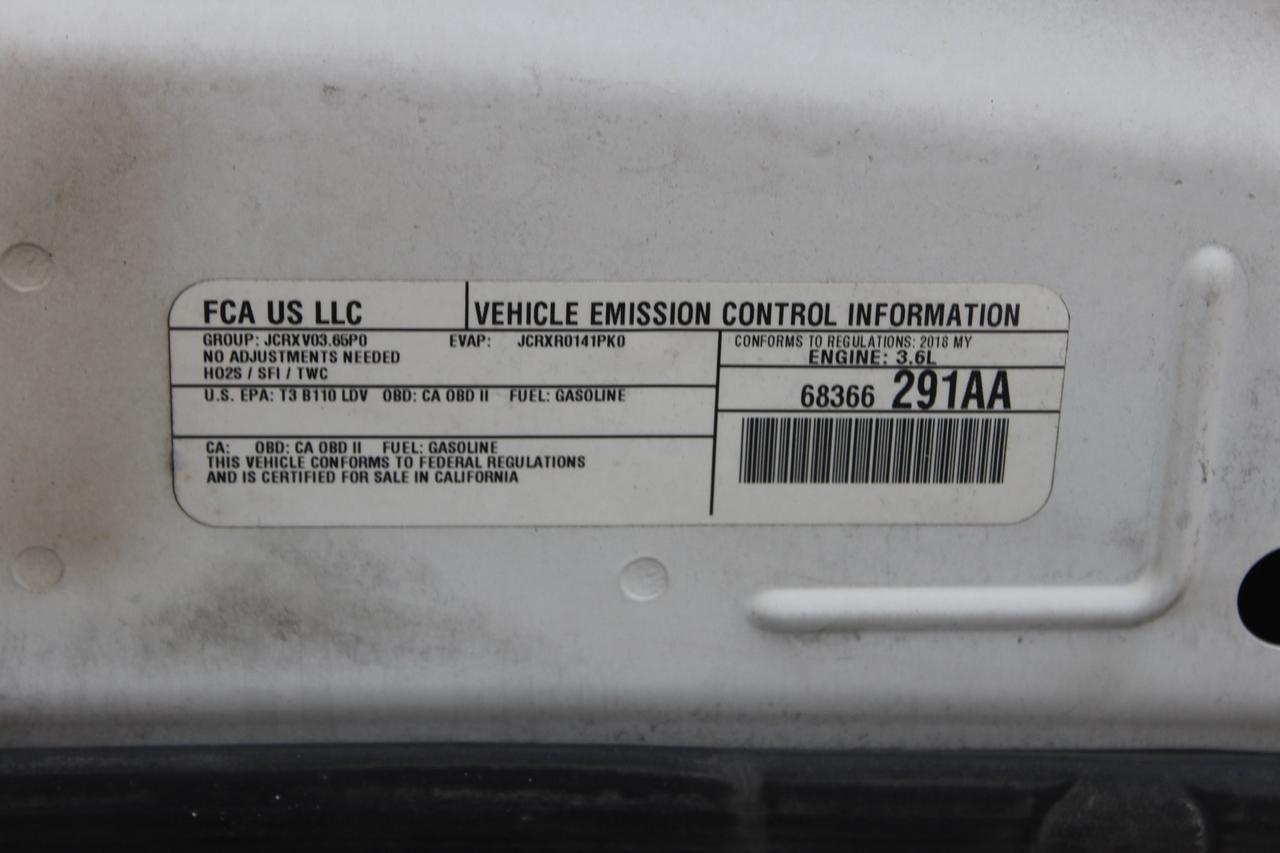 FCA US LLC
VEHICLE EMISSION CONTROL INFORMATION
GROUP: JCRXV03.65P0 EVAP: JCRXR0141PK0
NO ADJUSTMENTS NEEDED
HO2S / SFI / TWC
U.S. EPA: T3 B110 LDV OBD: CA OBD II FUEL: GASOLINE
CA: OBD: CA OBD II FUEL: GASOLINE
THIS VEHICLE CONFORMS TO FEDERAL REGULATIONS
AND IS CERTIFIED FOR SALE IN CALIFORNIA
CONFORMS TO REGULATIONS: 2018 MY
ENGINE: 3.6L
68366 291AA